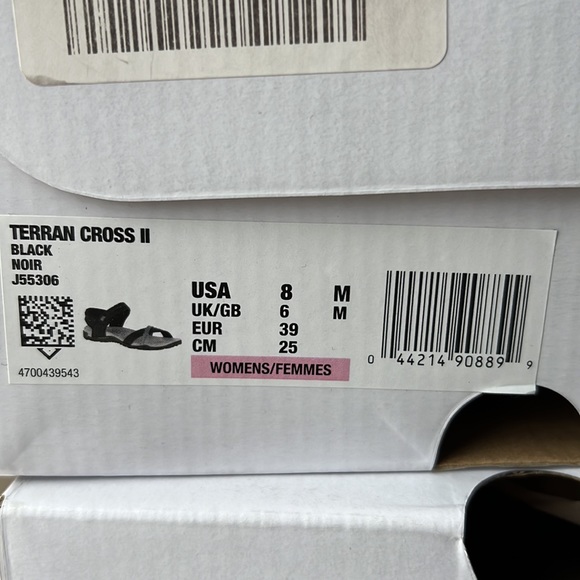 TERRAN CROSS II
BLACK
NOIR
J55306
4700439543
USA 8 M
UK/GB 6 M
EUR 39
CM 25
WOMENS/FEMMES
0 44214 90889 9